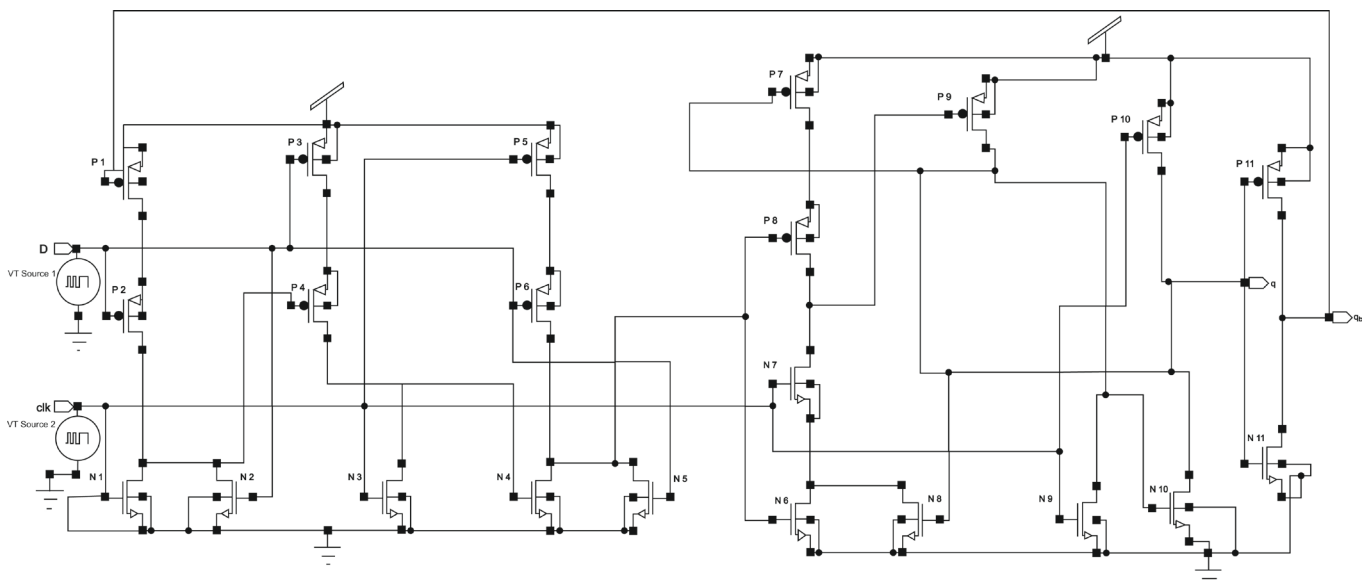 P 7
P 9
P 10
P 3
P 5
P 1
P 11
P 8
D
q
VT Source 1
P 2
P 4
P 6
qb
N 7
clk
VT Source 2
N 11
N 1
N 2
N 3
N 4
N 5
N 6
N 8
N 9
N 10